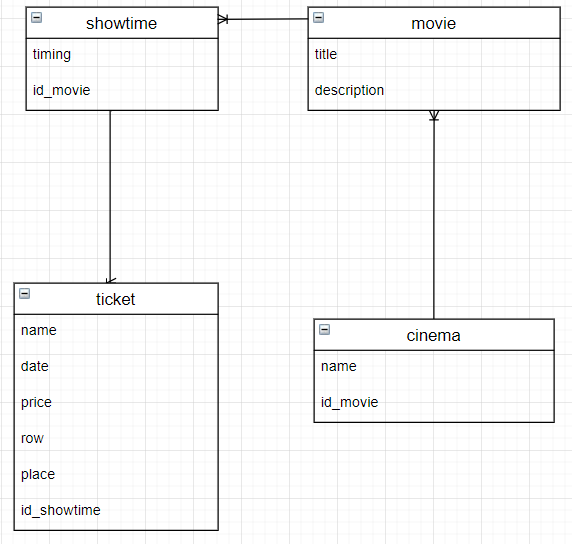 showtime
timing
id_movie
movie
title
description
ticket
name
date
price
row
place
id_showtime
cinema
name
id_movie